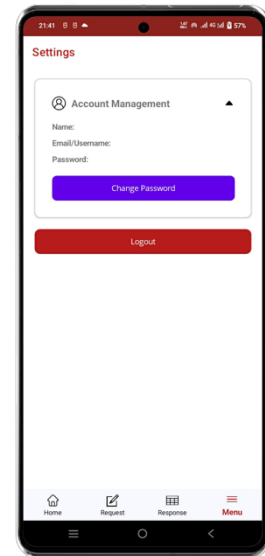 21:41 57%
Settings
Account Management
Name:
Email/Username:
Password:
Change Password
Logout
Home Request Response Menu